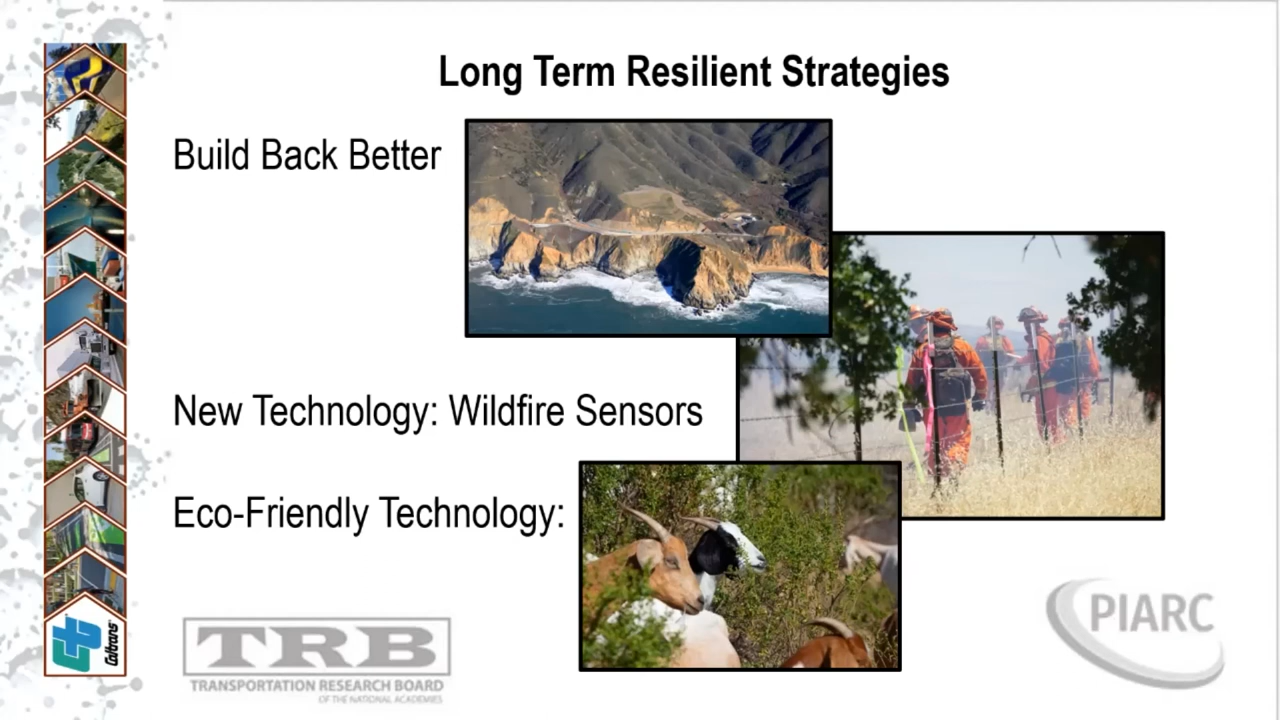 Long Term Resilient Strategies
Build Back Better
New Technology: Wildfire Sensors
Eco-Friendly Technology:
Caltrans
TRB
TRANSPORTATION RESEARCH BOARD
OF THE NATIONAL ACADEMIES
PIARC